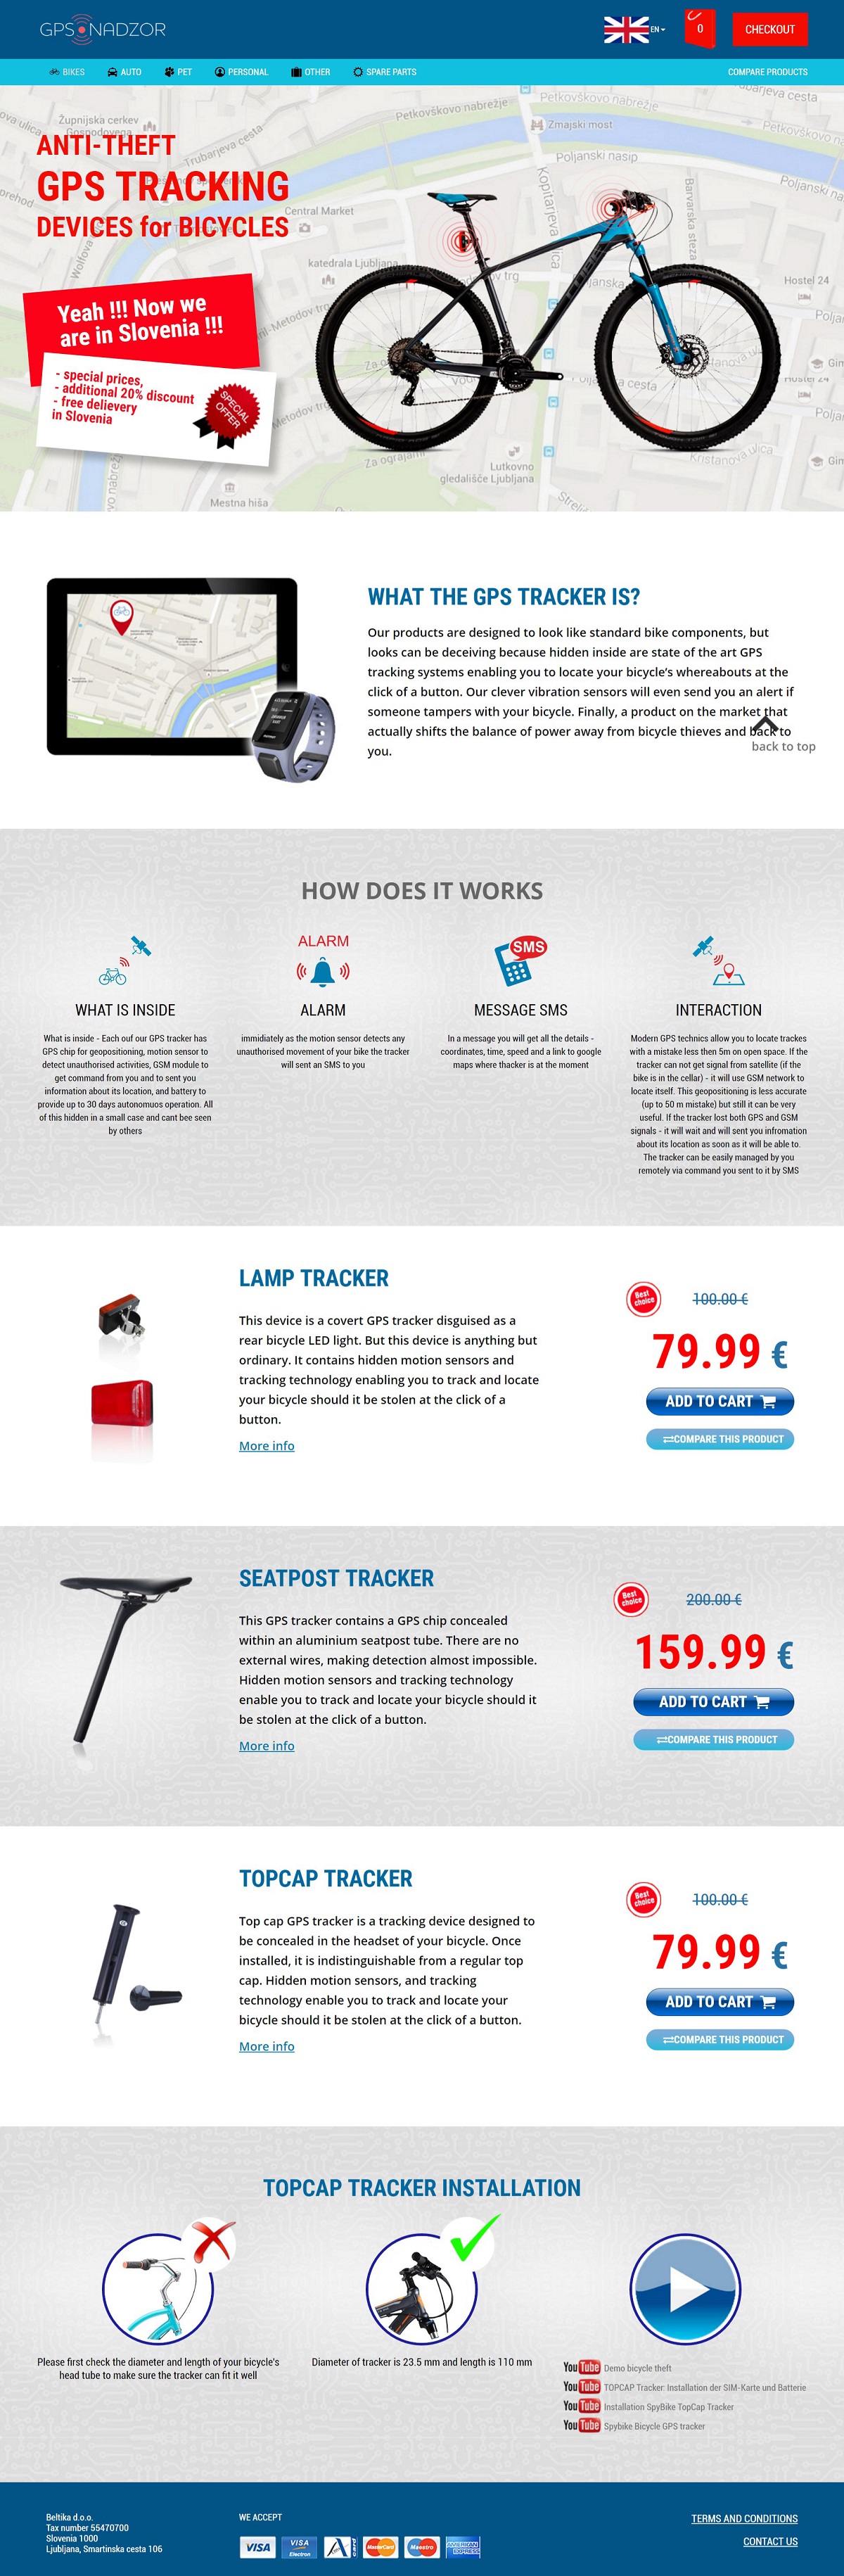 GPS NADZOR
EN
0
CHECKOUT
BIKES
AUTO
PET
PERSONAL
OTHER
SPARE PARTS
COMPARE PRODUCTS
Župnijska cerkev
Gospodovega
Trubarjeva cesta
Petkovškovo nabrežje
Petkovškovo nabrežje
Zmajski most
Poljanski nasip
Kopitarjeva
Central Market
katedrala Ljubljana
Barvarska steza
Hostel 24
ANTI-THEFT
GPS TRACKING
DEVICES for BICYCLES
Yeah !!! Now we
are in Slovenia !!!
- special prices,
- additional 20% discount
- free delievery
in Slovenia
SPECIAL
OFFER
CUBE
Lutkovno
gledališče Ljubljana
Mestna hiša
WHAT THE GPS TRACKER IS?
Our products are designed to look like standard bike components, but
looks can be deceiving because hidden inside are state of the art GPS
tracking systems enabling you to locate your bicycle's whereabouts at the
click of a button. Our clever vibration sensors will even send you an alert if
someone tampers with your bicycle. Finally, a product on the market that
actually shifts the balance of power away from bicycle thieves and back to
you.
back to top
HOW DOES IT WORKS
WHAT IS INSIDE
What is inside - Each ouf our GPS tracker has
GPS chip for geopositioning, motion sensor to
detect unauthorised activities, GSM module to
get command from you and to sent you
information about its location, and battery to
provide up to 30 days autonomuos operation. All
of this hidden in a small case and cant bee seen
by others
ALARM
ALARM
immidiately as the motion sensor detects any
unauthorised movement of your bike the tracker
will sent an SMS to you
SMS
MESSAGE SMS
In a message you will get all the details -
coordinates, time, speed and a link to google
maps where thacker is at the moment
INTERACTION
Modern GPS technics allow you to locate trackes
with a mistake less then 5m on open space. If the
tracker can not get signal from satellite (if the
bike is in the cellar) - it will use GSM network to
locate itself. This geopositioning is less accurate
(up to 50 m mistake) but still it can be very
useful. If the tracker lost both GPS and GSM
signals - it will wait and will sent you infromation
about its location as soon as it will be able to.
The tracker can be easily managed by you
remotely via command you sent to it by SMS
LAMP TRACKER
This device is a covert GPS tracker disguised as a
rear bicycle LED light. But this device is anything but
ordinary. It contains hidden motion sensors and
tracking technology enabling you to track and locate
your bicycle should it be stolen at the click of a
button.
More info
Best
choice
100.00 €
79.99 €
ADD TO CART
COMPARE THIS PRODUCT
SEATPOST TRACKER
This GPS tracker contains a GPS chip concealed
within an aluminium seatpost tube. There are no
external wires, making detection almost impossible.
Hidden motion sensors and tracking technology
enable you to track and locate your bicycle should it
be stolen at the click of a button.
More info
Best
choice
200.00 €
159.99 €
ADD TO CART
COMPARE THIS PRODUCT
TOPCAP TRACKER
Top cap GPS tracker is a tracking device designed to
be concealed in the headset of your bicycle. Once
installed, it is indistinguishable from a regular top
cap. Hidden motion sensors, and tracking
technology enable you to track and locate your
bicycle should it be stolen at the click of a button.
More info
Best
choice
100.00 €
79.99 €
ADD TO CART
COMPARE THIS PRODUCT
TOPCAP TRACKER INSTALLATION
Please first check the diameter and length of your bicycle's
head tube to make sure the tracker can fit it well
Diameter of tracker is 23.5 mm and length is 110 mm
YouTube Demo bicycle theft
YouTube TOPCAP Tracker: Installation der SIM-Karte und Batterie
YouTube Installation SpyBike TopCap Tracker
YouTube Spybike Bicycle GPS tracker
Beltika d.o.o.
Tax number 55470700
Slovenia 1000
Ljubljana, Smartinska cesta 106
WE ACCEPT
VISA
VISA
Electron
MasterCard
Maestro
AMERICAN
EXPRESS
TERMS AND CONDITIONS
CONTACT US